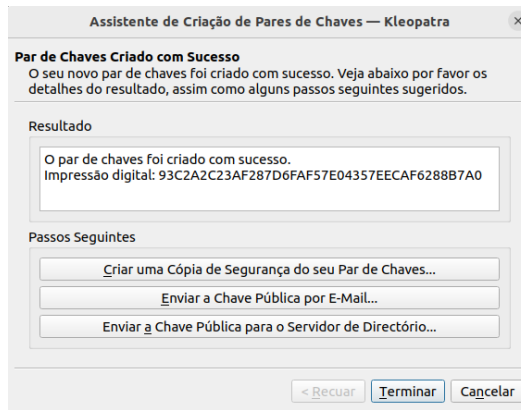 Assistente de Criação de Pares de Chaves — Kleopatra
Par de Chaves Criado com Sucesso
O seu novo par de chaves foi criado com sucesso. Veja abaixo por favor os
detalhes do resultado, assim como alguns passos seguintes sugeridos.
Resultado
O par de chaves foi criado com sucesso.
Impressão digital: 93C2A2C23AF287D6FAF57E04357EECAF6288B7A0
Passos Seguintes
Criar uma Cópia de Segurança do seu Par de Chaves...
Enviar a Chave Pública por E-Mail...
Enviar a Chave Pública para o Servidor de Directório...
< Recuar Terminar Cancelar